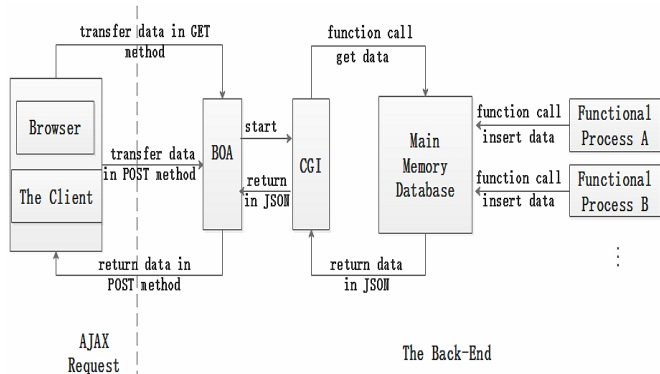 transfer data in GET
method
function call
get data
Browser
The Client
transfer data
in POST method
BOA
start
return
in JSON
CGI
Main
Memory
Database
function call
insert data
Functional
Process A
function call
insert data
Functional
Process B
return data in
POST method
return data
in JSON
AJAX
Request
The Back-End